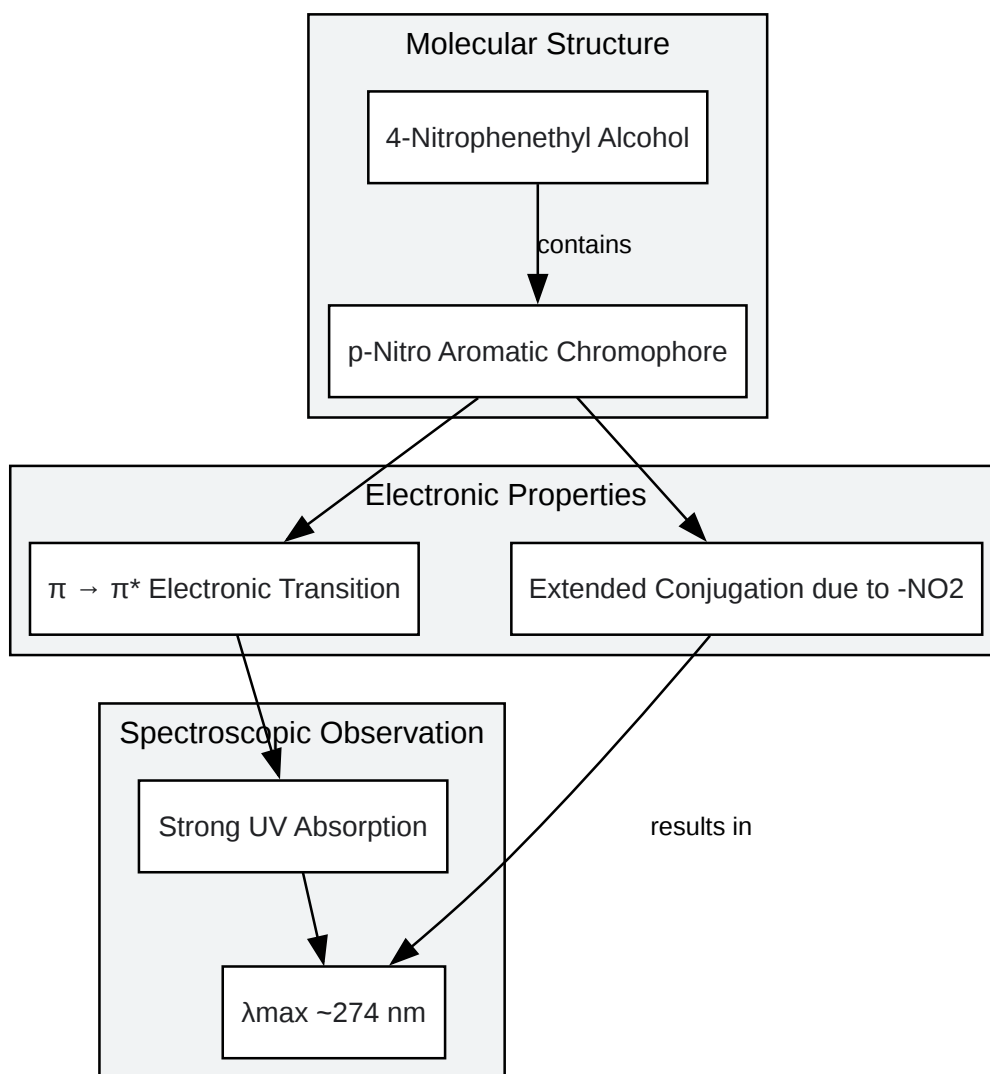 Molecular Structure
4-Nitrophenethyl Alcohol
contains
p-Nitro Aromatic Chromophore
Electronic Properties
π → π* Electronic Transition
Extended Conjugation due to -NO2
Spectroscopic Observation
Strong UV Absorption
results in
λmax ~274 nm